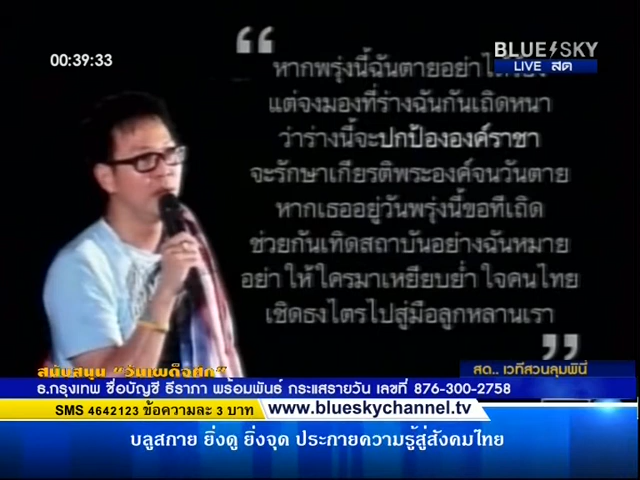 00:39:33
BLUE SKY
LIVE สด
“
หากพรุ่งนี้ฉันตายอย่า
แต่จงมองที่ร่างฉันกันเถิดหนา
ว่าร่างนี้จะปกป้ององค์ราชา
จะรักษาเกียรติพระองค์จนวันตาย
หากเธออยู่วันพรุ่งนี้ขอทีเถิด
ช่วยกันเทิดสถาบันอย่างฉันหมาย
อย่า ให้ใครมาเหยียบย่ำ ใจคนไทย
เชิดธงไตรไปสู่มือลูกหลานเรา
”
สนับสนุน "วันเผด็จศึก"
สด.. เวทีสวนลุมพินี
ธ.กรุงเทพ ชื่อบัญชี ธีราภา พร้อมพันธ์ กระแสรายวัน เลขที่ 876-300-2758
SMS 4642123 ข้อความละ 3 บาท
www.blueskychannel.tv
บลูสกาย ยิ่งดู ยิ่งจุด ประกายความรู้สู่สังคมไทย